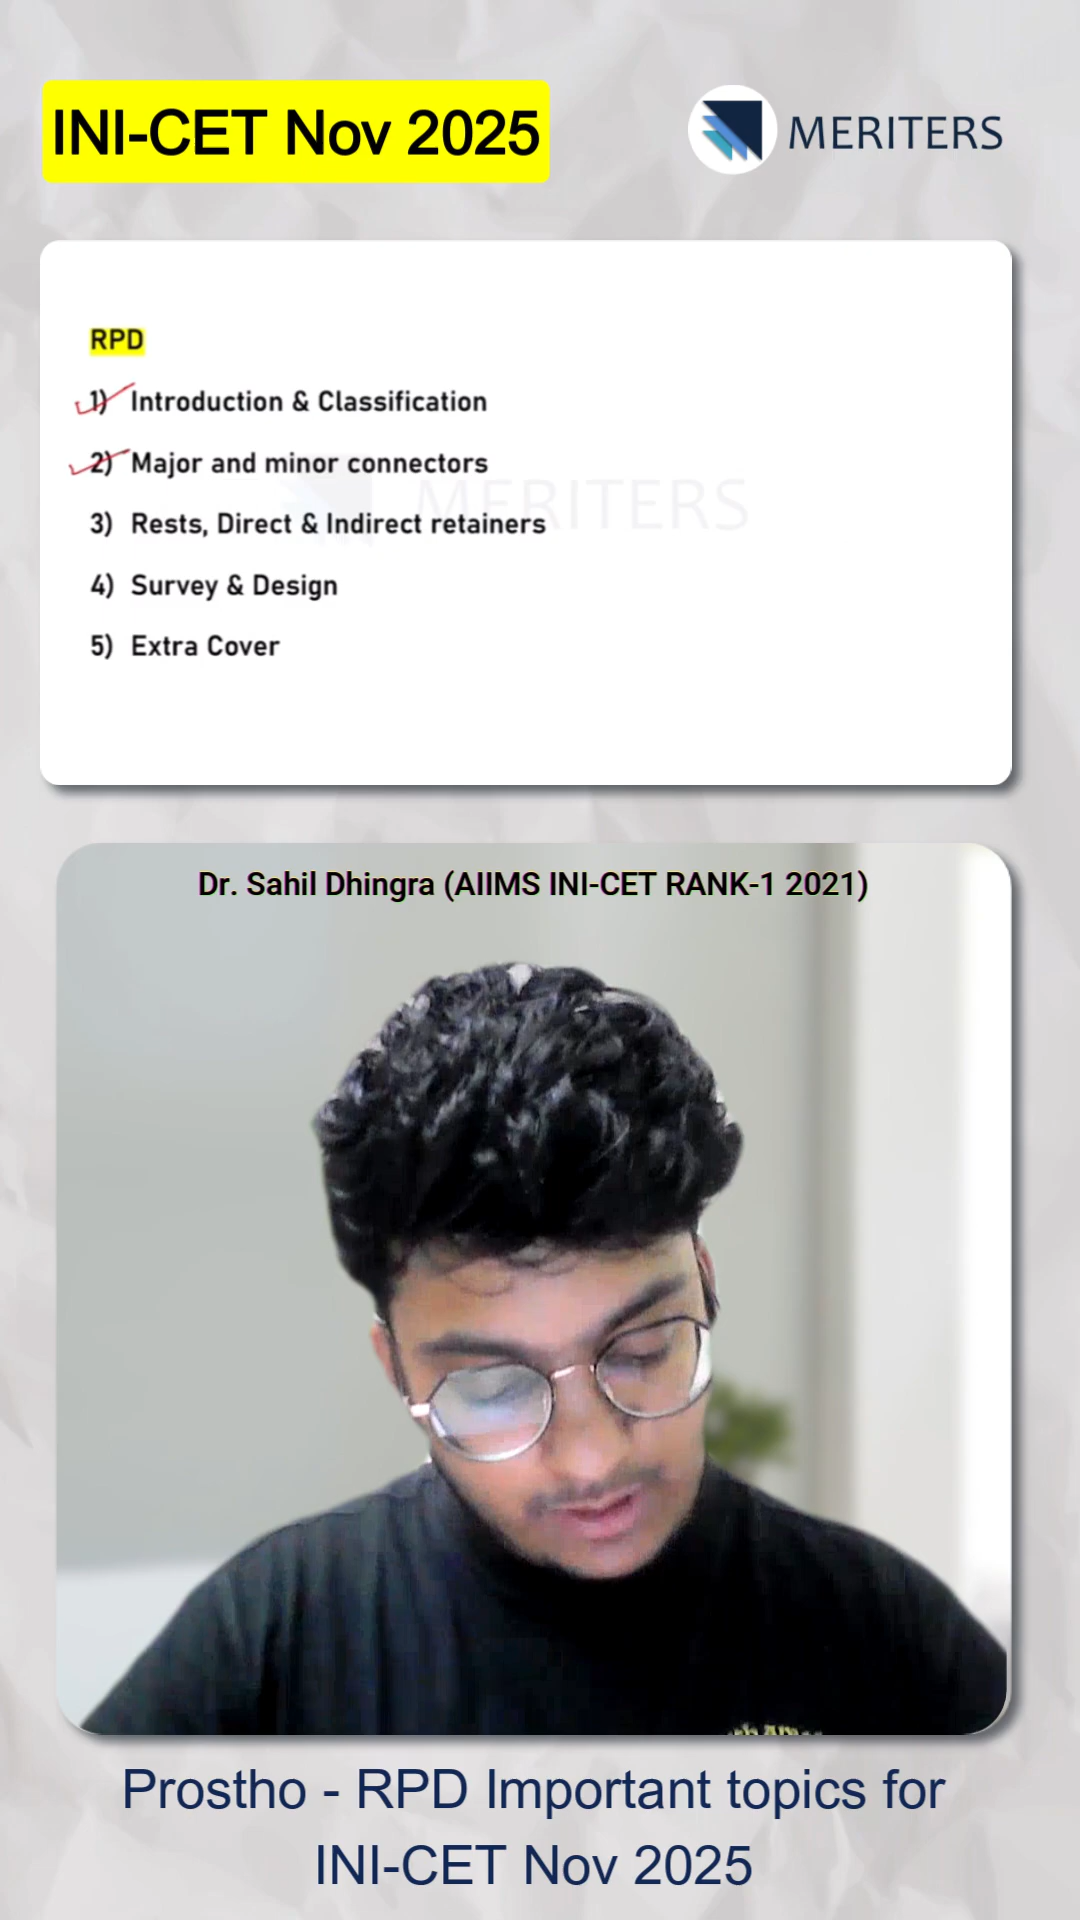 INI-CET Nov 2025
MERITERS
RPD
1) Introduction & Classification
2) Major and minor connectors
MERITERS
3) Rests, Direct & Indirect retainers
4) Survey & Design
5) Extra Cover
Dr. Sahil Dhingra (AIIMS INI-CET RANK-1 2021)
Prostho - RPD Important topics for
INI-CET Nov 2025